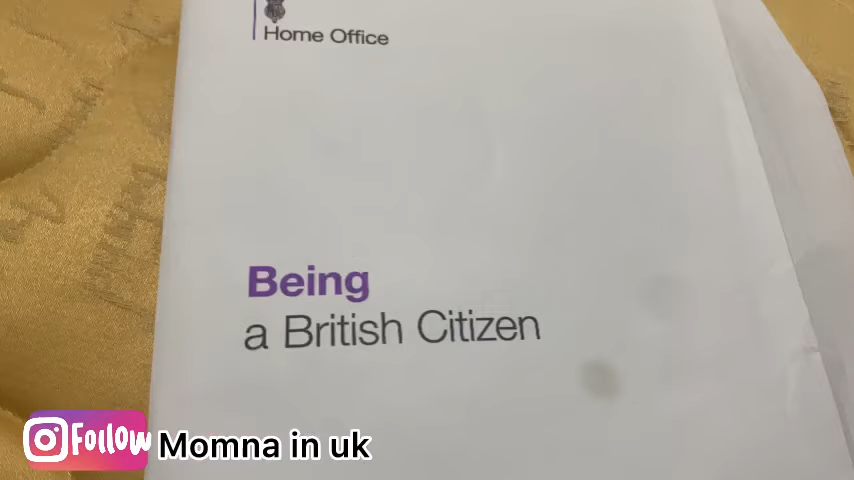 Home Office
Being
a British Citizen
Follow Momna in uk